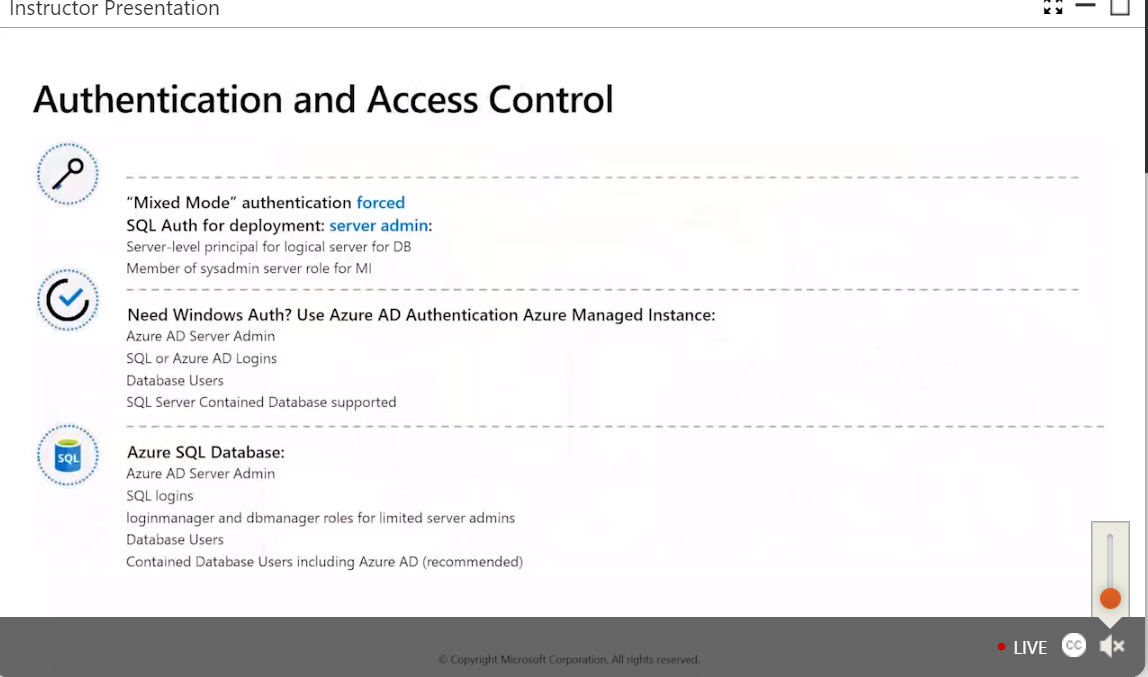 Instructor Presentation
Authentication and Access Control
“Mixed Mode” authentication forced
SQL Auth for deployment: server admin:
Server-level principal for logical server for DB
Member of sysadmin server role for MI
Need Windows Auth? Use Azure AD Authentication Azure Managed Instance:
Azure AD Server Admin
SQL or Azure AD Logins
Database Users
SQL Server Contained Database supported
SQL
Azure SQL Database:
Azure AD Server Admin
SQL logins
loginmanager and dbmanager roles for limited server admins
Database Users
Contained Database Users including Azure AD (recommended)
LIVE
CC
© Copyright Microsoft Corporation. All rights reserved.